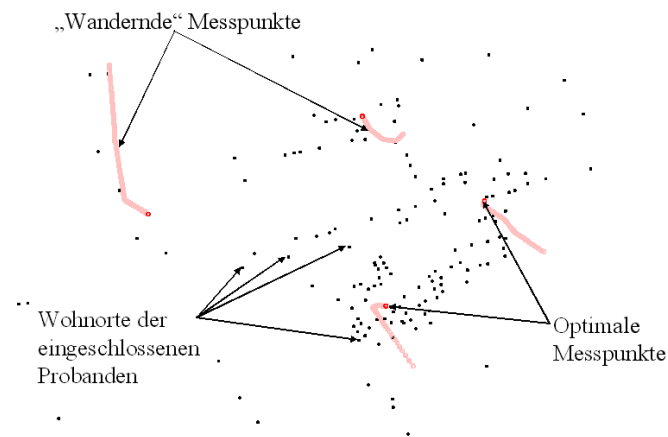 „Wandernde“ Messpunkte
Wohnorte der
eingeschlossenen
Probanden
Optimale
Messpunkte